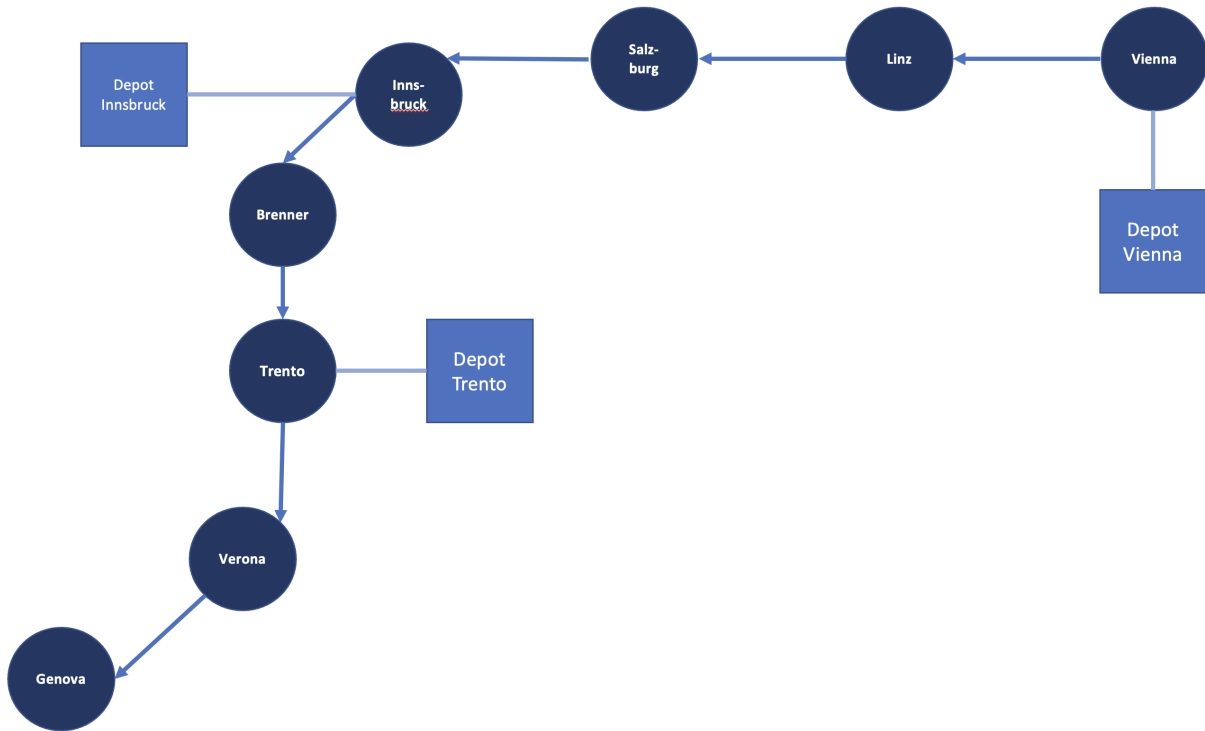 Salz-
burg
Linz
Vienna
Depot
Innsbruck
Inns-
bruck
Brenner
Depot
Vienna
Trento
Depot
Trento
Verona
Genova